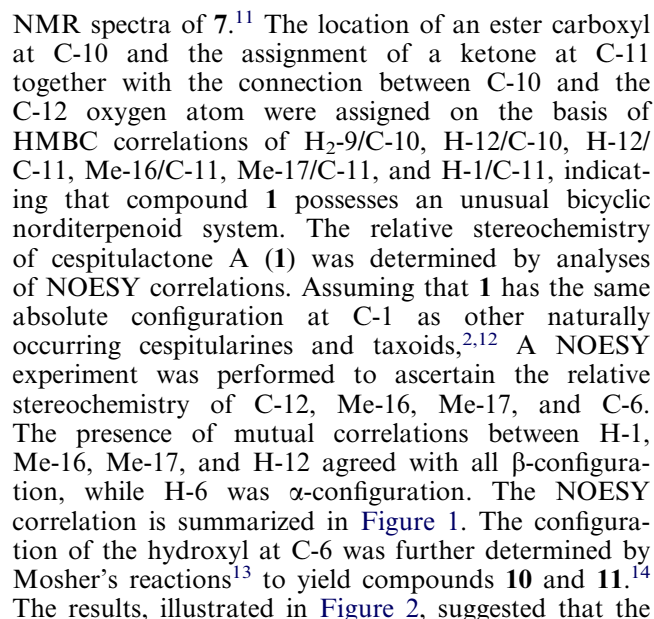 NMR spectra of 7.11 The location of an ester carboxyl
at C-10 and the assignment of a ketone at C-11
together with the connection between C-10 and the
C-12 oxygen atom were assigned on the basis of
HMBC correlations of H2-9/C-10, H-12/C-10, H-12/
C-11, Me-16/C-11, Me-17/C-11, and H-1/C-11, indicat-
ing that compound 1 possesses an unusual bicyclic
norditerpenoid system. The relative stereochemistry
of cespitulactone A (1) was determined by analyses
of NOESY correlations. Assuming that 1 has the same
absolute configuration at C-1 as other naturally
occurring cespitularines and taxoids,2,12 A NOESY
experiment was performed to ascertain the relative
stereochemistry of C-12, Me-16, Me-17, and C-6.
The presence of mutual correlations between H-1,
Me-16, Me-17, and H-12 agreed with all β-configura-
tion, while H-6 was α-configuration. The NOESY
correlation is summarized in Figure 1. The configura-
tion of the hydroxyl at C-6 was further determined by
Mosher's reactions13 to yield compounds 10 and 11.14
The results, illustrated in Figure 2, suggested that the